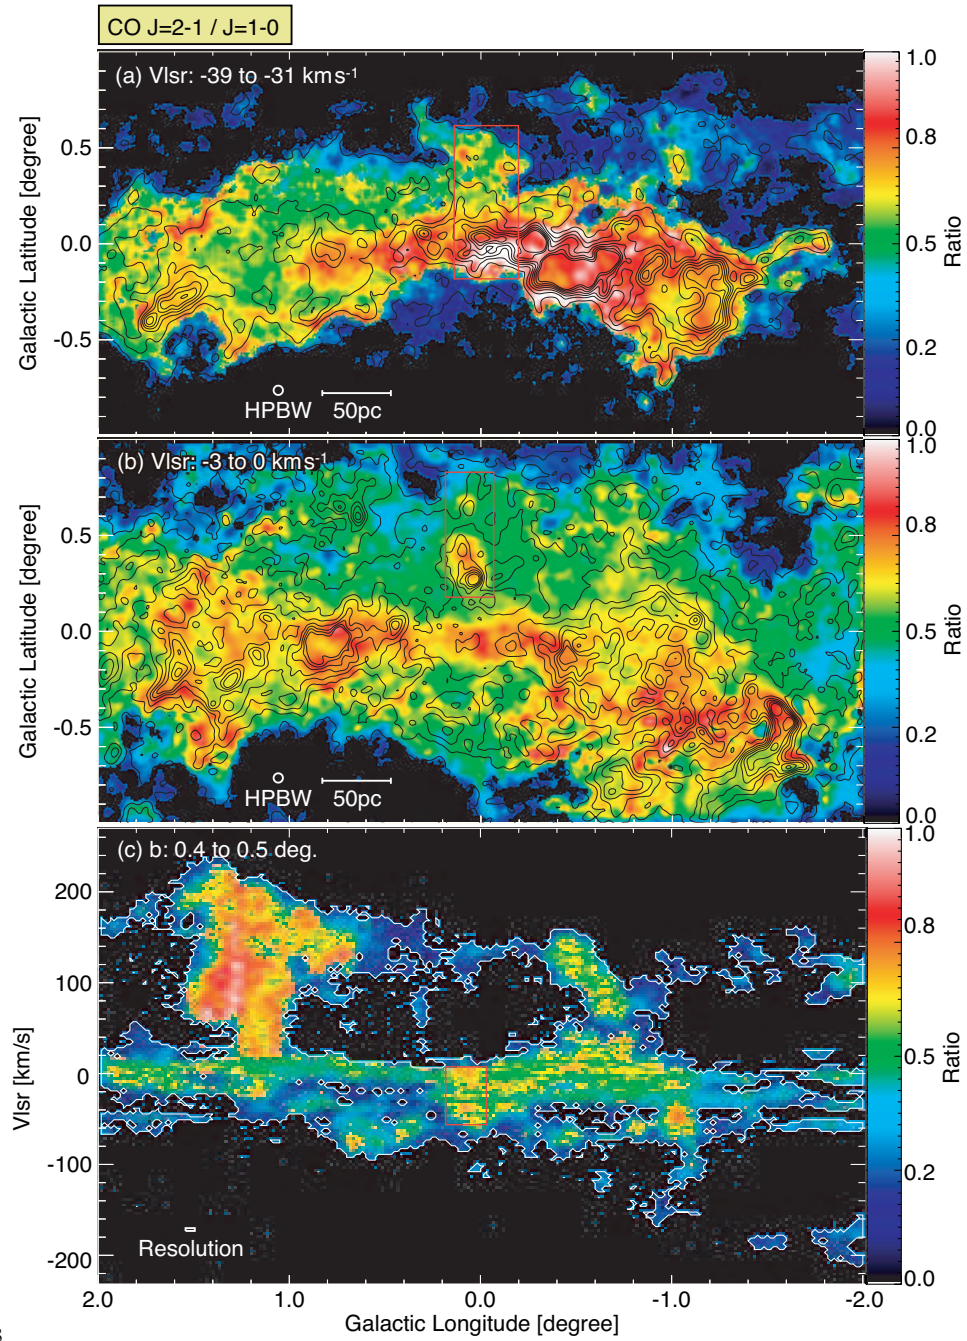 CO J=2-1 / J=1-0
(a) Vlsr: -39 to -31 kms-1
Galactic Latitude [degree]
0.5
0.0
-0.5
HPBW
50pc
1.0
0.8
0.5
0.2
0.0
Ratio
(b) Vlsr: -3 to 0 kms-1
Galactic Latitude [degree]
0.5
0.0
-0.5
HPBW
50pc
1.0
0.8
0.5
0.2
0.0
Ratio
(c) b: 0.4 to 0.5 deg.
Vlsr [km/s]
200
100
0
-100
-200
Resolution
1.0
0.8
0.5
0.2
0.0
Ratio
2.0 1.0 0.0 -1.0 -2.0
Galactic Longitude [degree]